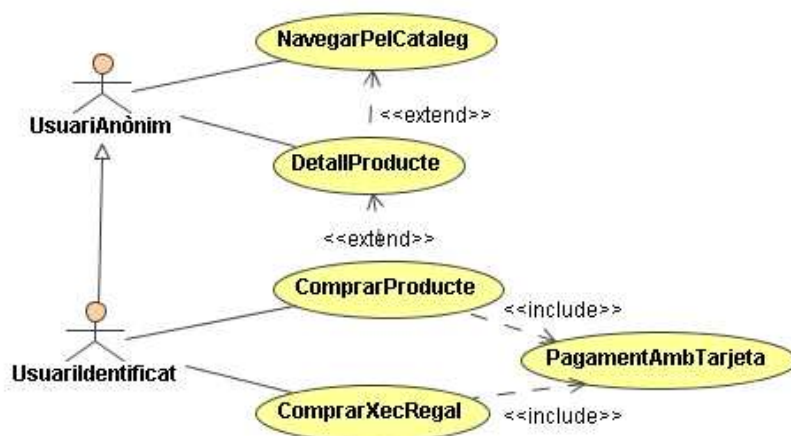 NavegarPelCataleg
<<extend>>
UsuariAnònim
DetallProducte
<<extend>>
ComprarProducte
<<include>>
PagamentAmbTarjeta
UsuariIdentificat
ComprarXecRegal
<<include>>